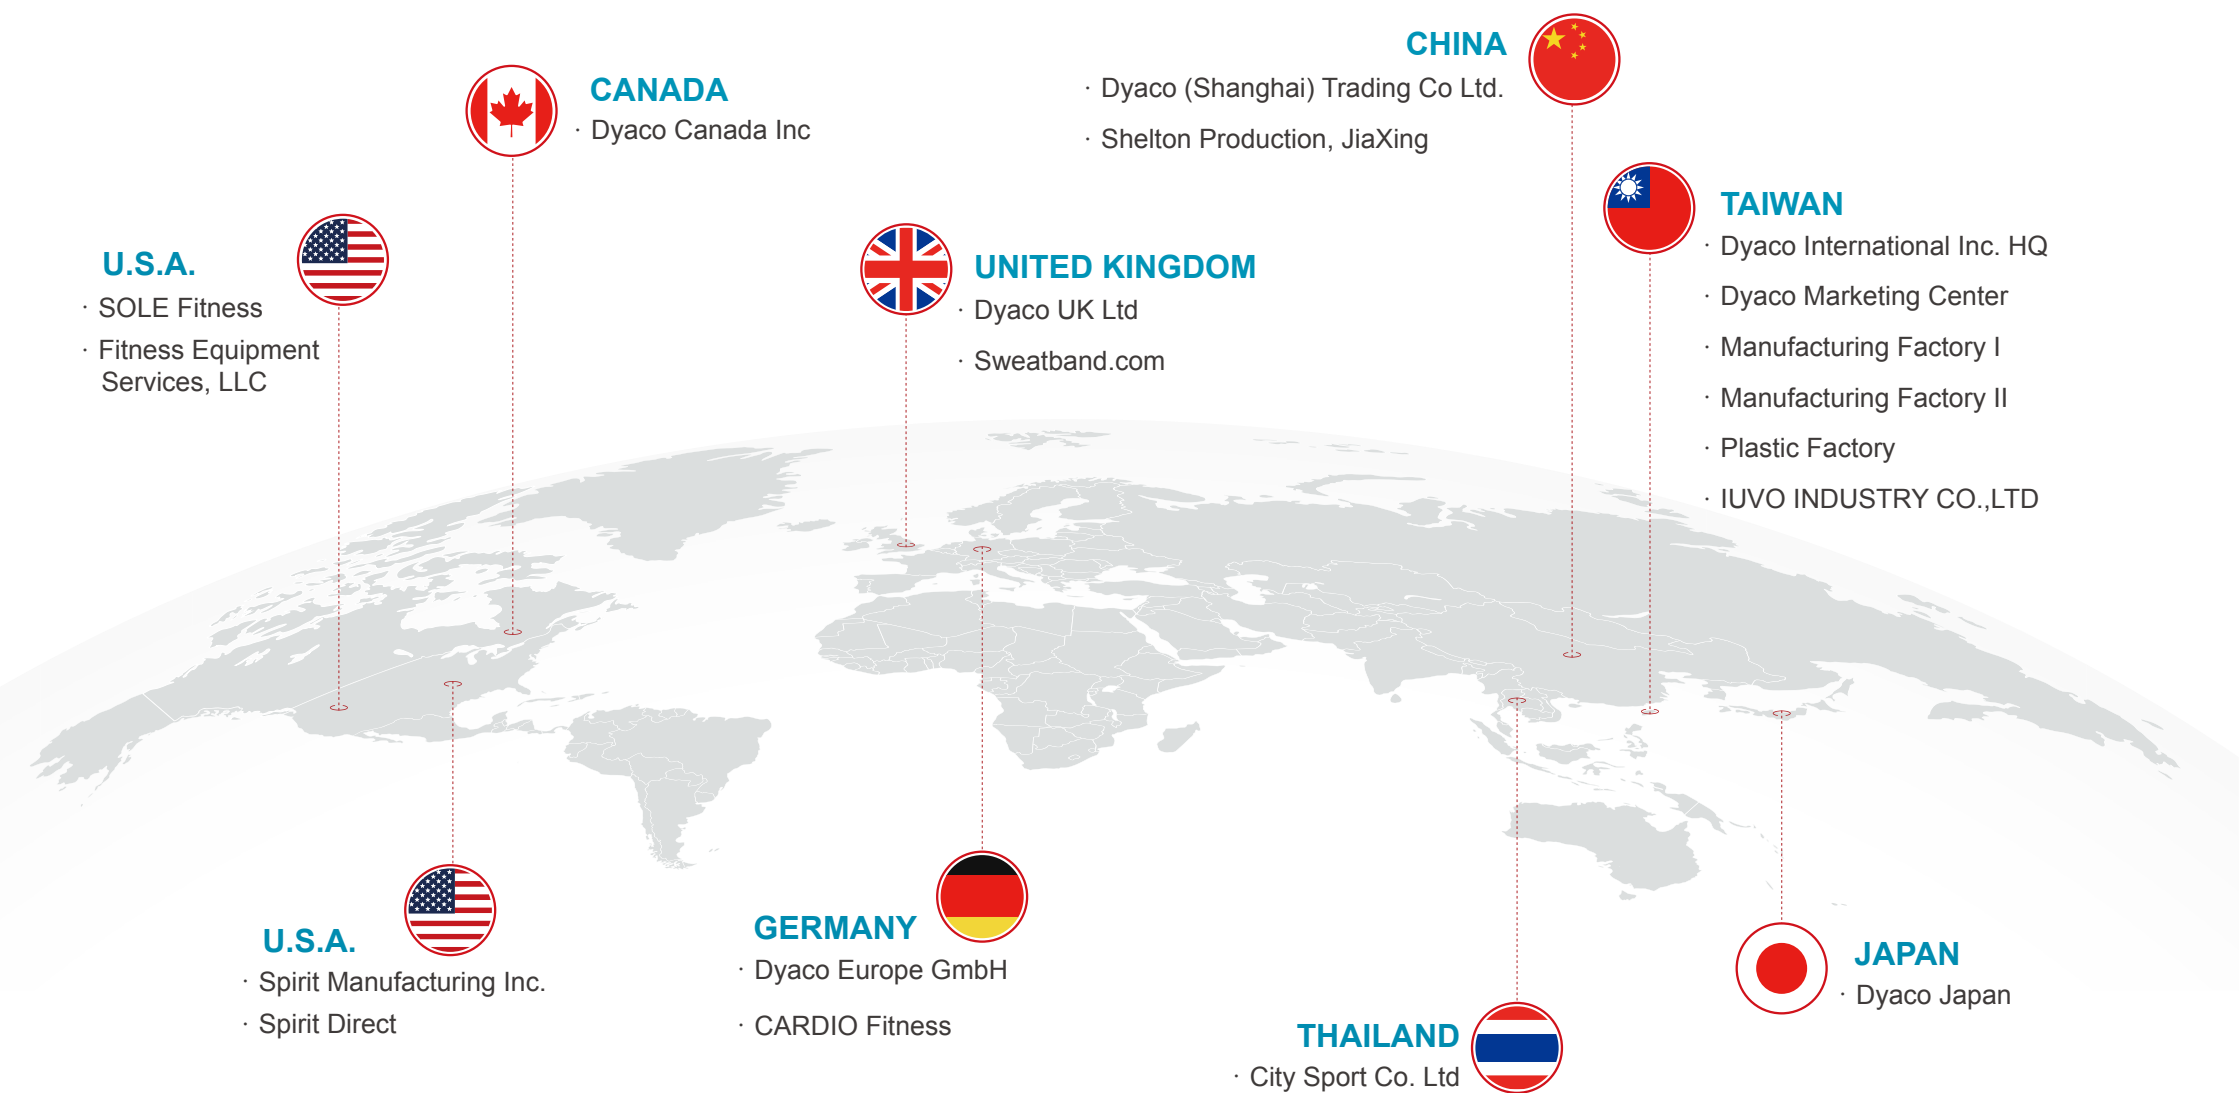 CHINA
· Dyaco (Shanghai) Trading Co Ltd.
· Shelton Production, JiaXing
CANADA
· Dyaco Canada Inc
TAIWAN
· Dyaco International Inc. HQ
· Dyaco Marketing Center
· Manufacturing Factory I
· Manufacturing Factory II
· Plastic Factory
· IUVO INDUSTRY CO.,LTD
U.S.A.
· SOLE Fitness
· Fitness Equipment
Services, LLC
UNITED KINGDOM
· Dyaco UK Ltd
· Sweatband.com
U.S.A.
· Spirit Manufacturing Inc.
· Spirit Direct
GERMANY
· Dyaco Europe GmbH
· CARDIO Fitness
THAILAND
· City Sport Co. Ltd
JAPAN
· Dyaco Japan